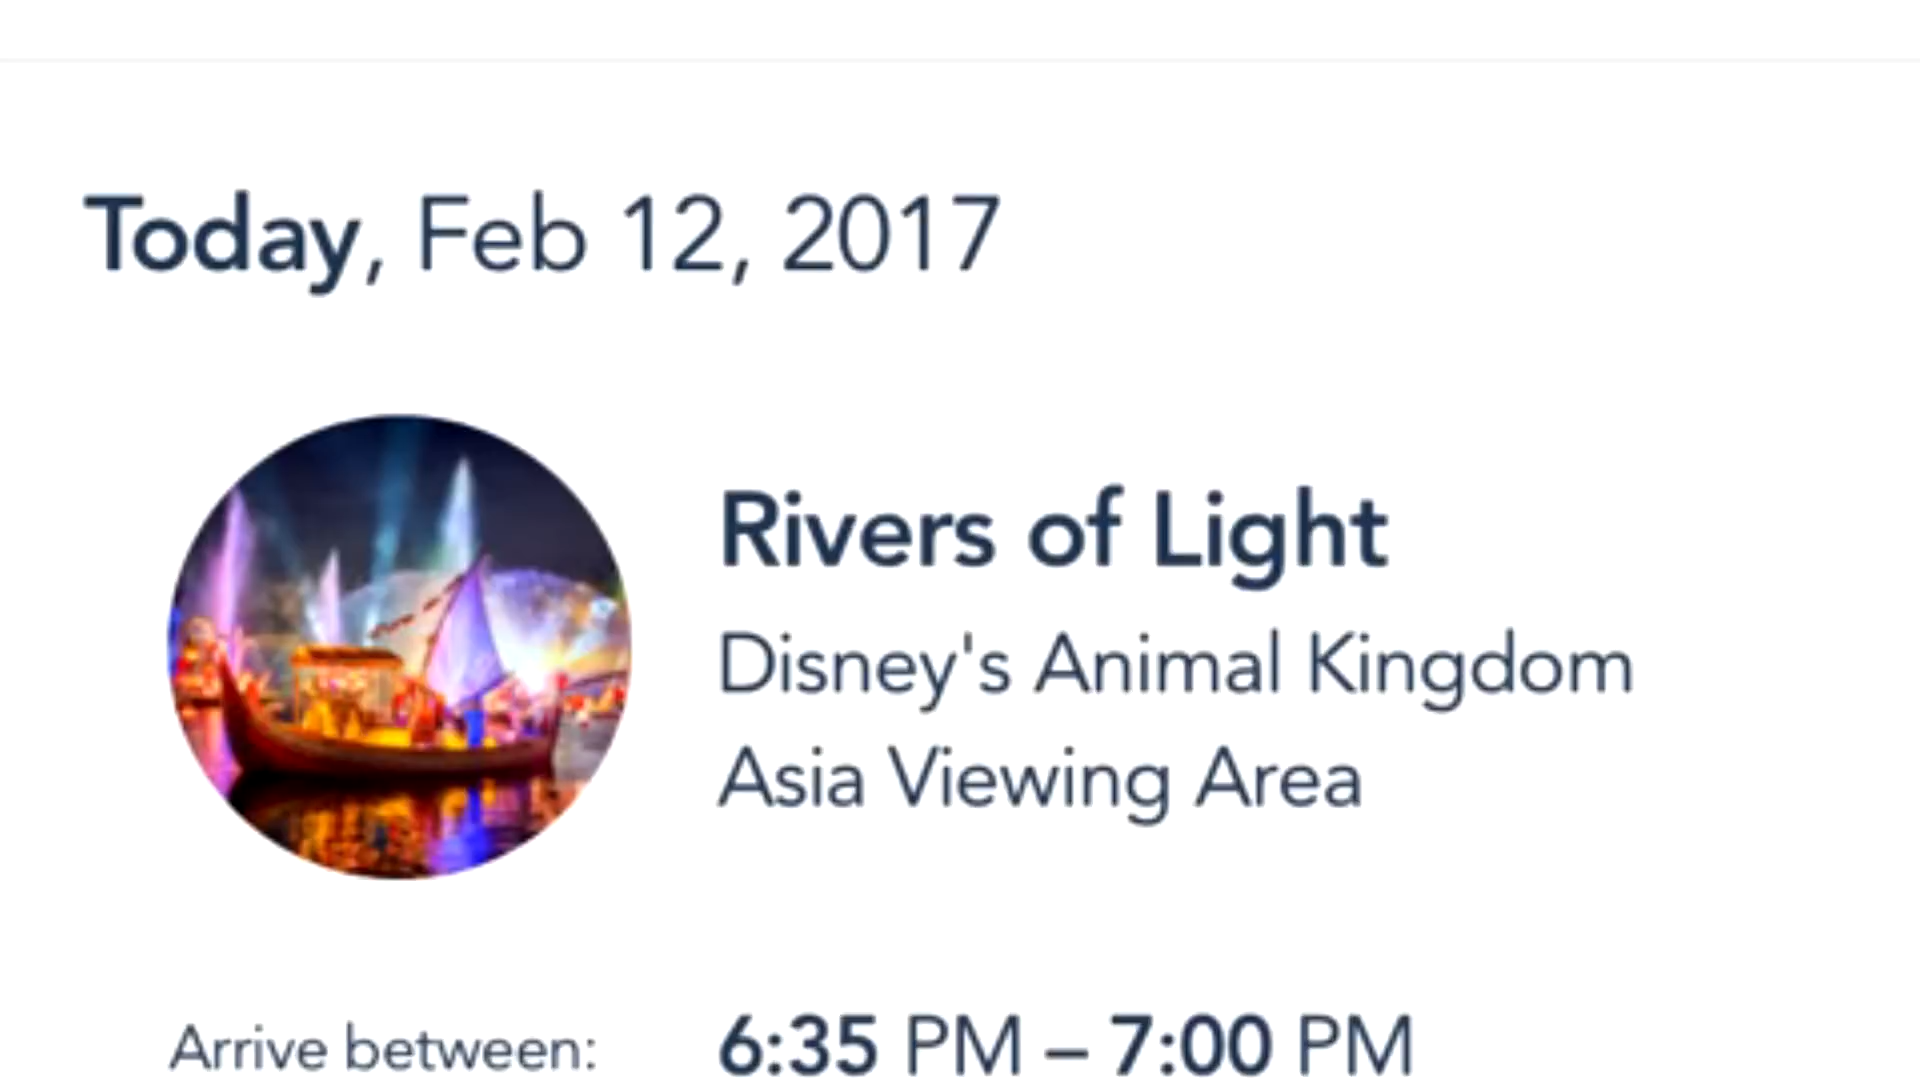 Today, Feb 12, 2017
Rivers of Light
Disney's Animal Kingdom
Asia Viewing Area
Arrive between: 6:35 PM – 7:00 PM